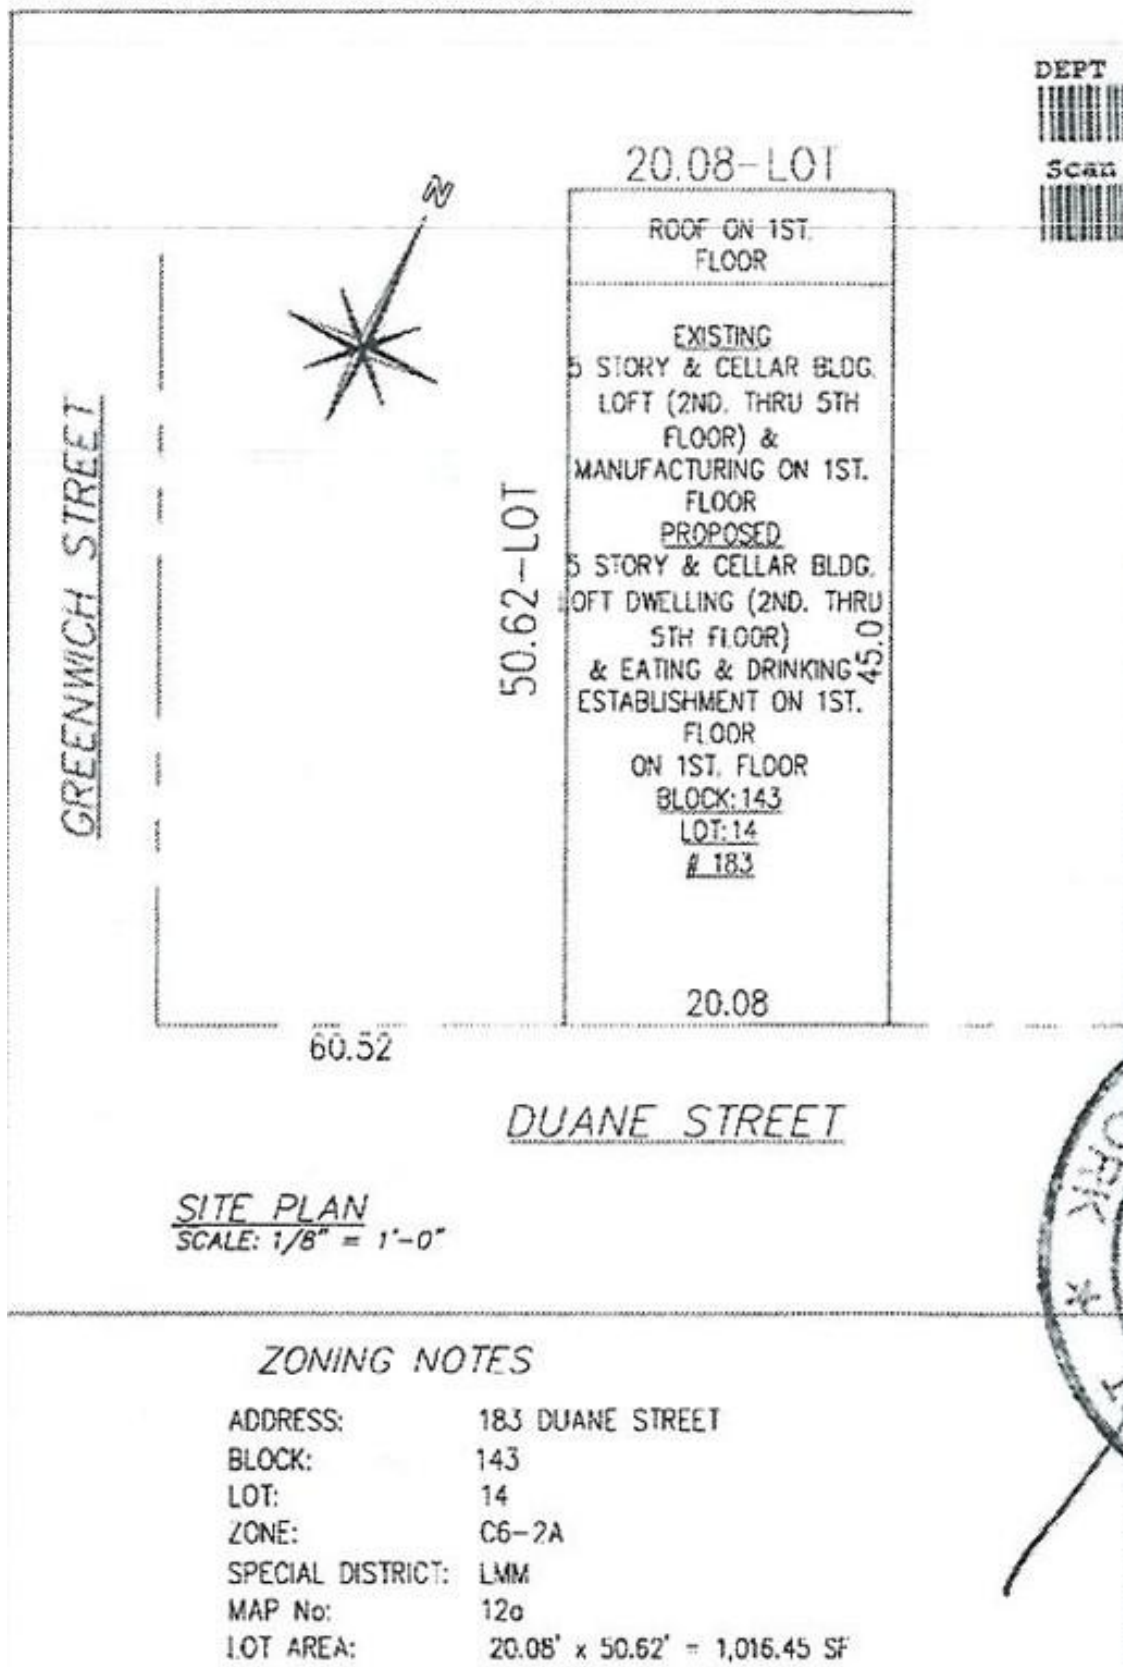 DEPT
Scan
20.08-LOT
N
ROOF ON 1ST.
FLOOR
EXISTING
5 STORY & CELLAR BLDG.
LOFT (2ND. THRU 5TH
FLOOR) &
MANUFACTURING ON 1ST.
FLOOR
PROPOSED
5 STORY & CELLAR BLDG.
LOFT DWELLING (2ND. THRU
5TH FLOOR)
& EATING & DRINKING
ESTABLISHMENT ON 1ST.
FLOOR
ON 1ST. FLOOR
BLOCK:143
LOT:14
# 183
GREENWICH STREET
50.62-LOT
45.0
20.08
60.52
DUANE STREET
SITE PLAN
SCALE: 1/8" = 1'-0"
ORK *
ZONING NOTES
ADDRESS: 183 DUANE STREET
BLOCK: 143
LOT: 14
ZONE: C6-2A
SPECIAL DISTRICT: LMM
MAP No: 12a
LOT AREA: 20.08' x 50.62' = 1,016.45 SF